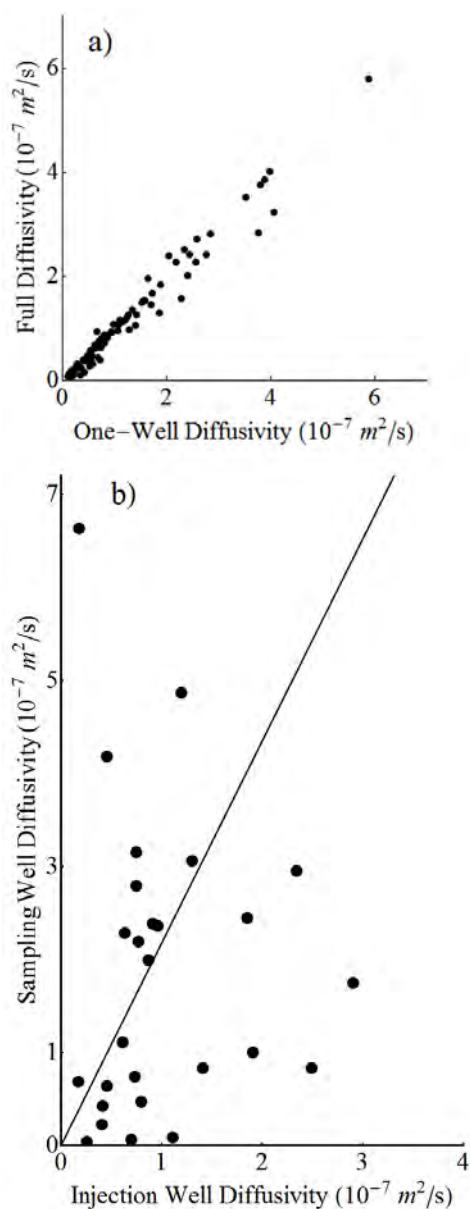 a)
Full Diffusivity (10⁻⁷ m²/s)
6
4
2
0
0 2 4 6
One–Well Diffusivity (10⁻⁷ m²/s)
b)
Sampling Well Diffusivity (10⁻⁷ m²/s)
7
5
3
1
0
0 1 2 3 4
Injection Well Diffusivity (10⁻⁷ m²/s)